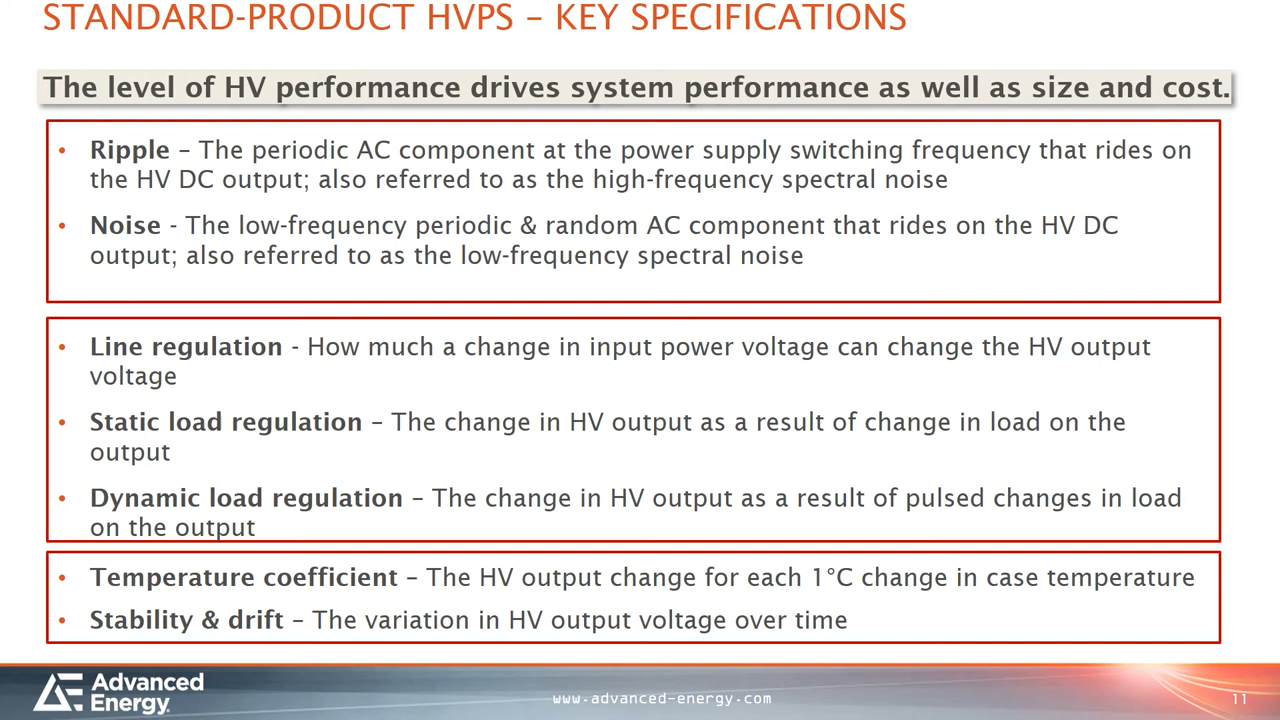 STANDARD-PRODUCT HVPS – KEY SPECIFICATIONS
The level of HV performance drives system performance as well as size and cost.
• Ripple – The periodic AC component at the power supply switching frequency that rides on
the HV DC output; also referred to as the high-frequency spectral noise
• Noise - The low-frequency periodic & random AC component that rides on the HV DC
output; also referred to as the low-frequency spectral noise
• Line regulation - How much a change in input power voltage can change the HV output
voltage
• Static load regulation – The change in HV output as a result of change in load on the
output
• Dynamic load regulation – The change in HV output as a result of pulsed changes in load
on the output
• Temperature coefficient – The HV output change for each 1°C change in case temperature
• Stability & drift – The variation in HV output voltage over time
AE Advanced
Energy
www.advanced-energy.com
11